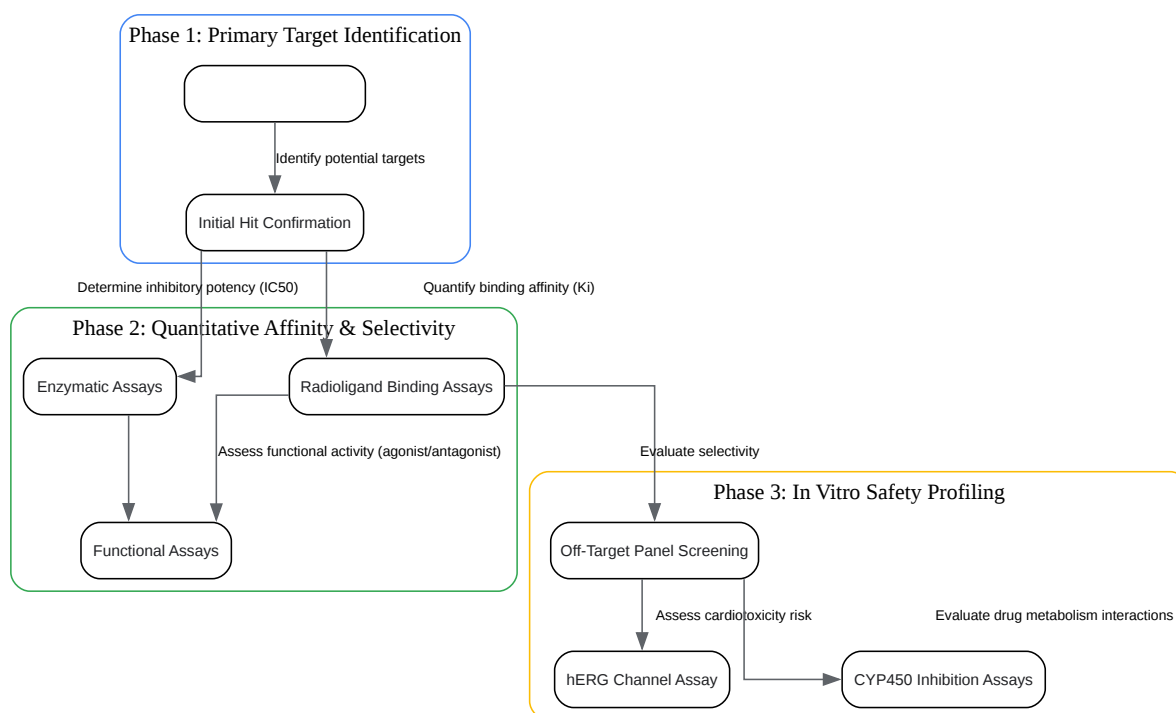 Phase 1: Primary Target Identification
Identify potential targets
Initial Hit Confirmation
Determine inhibitory potency (IC50)
Quantify binding affinity (Ki)
Phase 2: Quantitative Affinity & Selectivity
Enzymatic Assays
Radioligand Binding Assays
Assess functional activity (agonist/antagonist)
Evaluate selectivity
Phase 3: In Vitro Safety Profiling
Functional Assays
Off-Target Panel Screening
Assess cardiotoxicity risk
Evaluate drug metabolism interactions
hERG Channel Assay
CYP450 Inhibition Assays